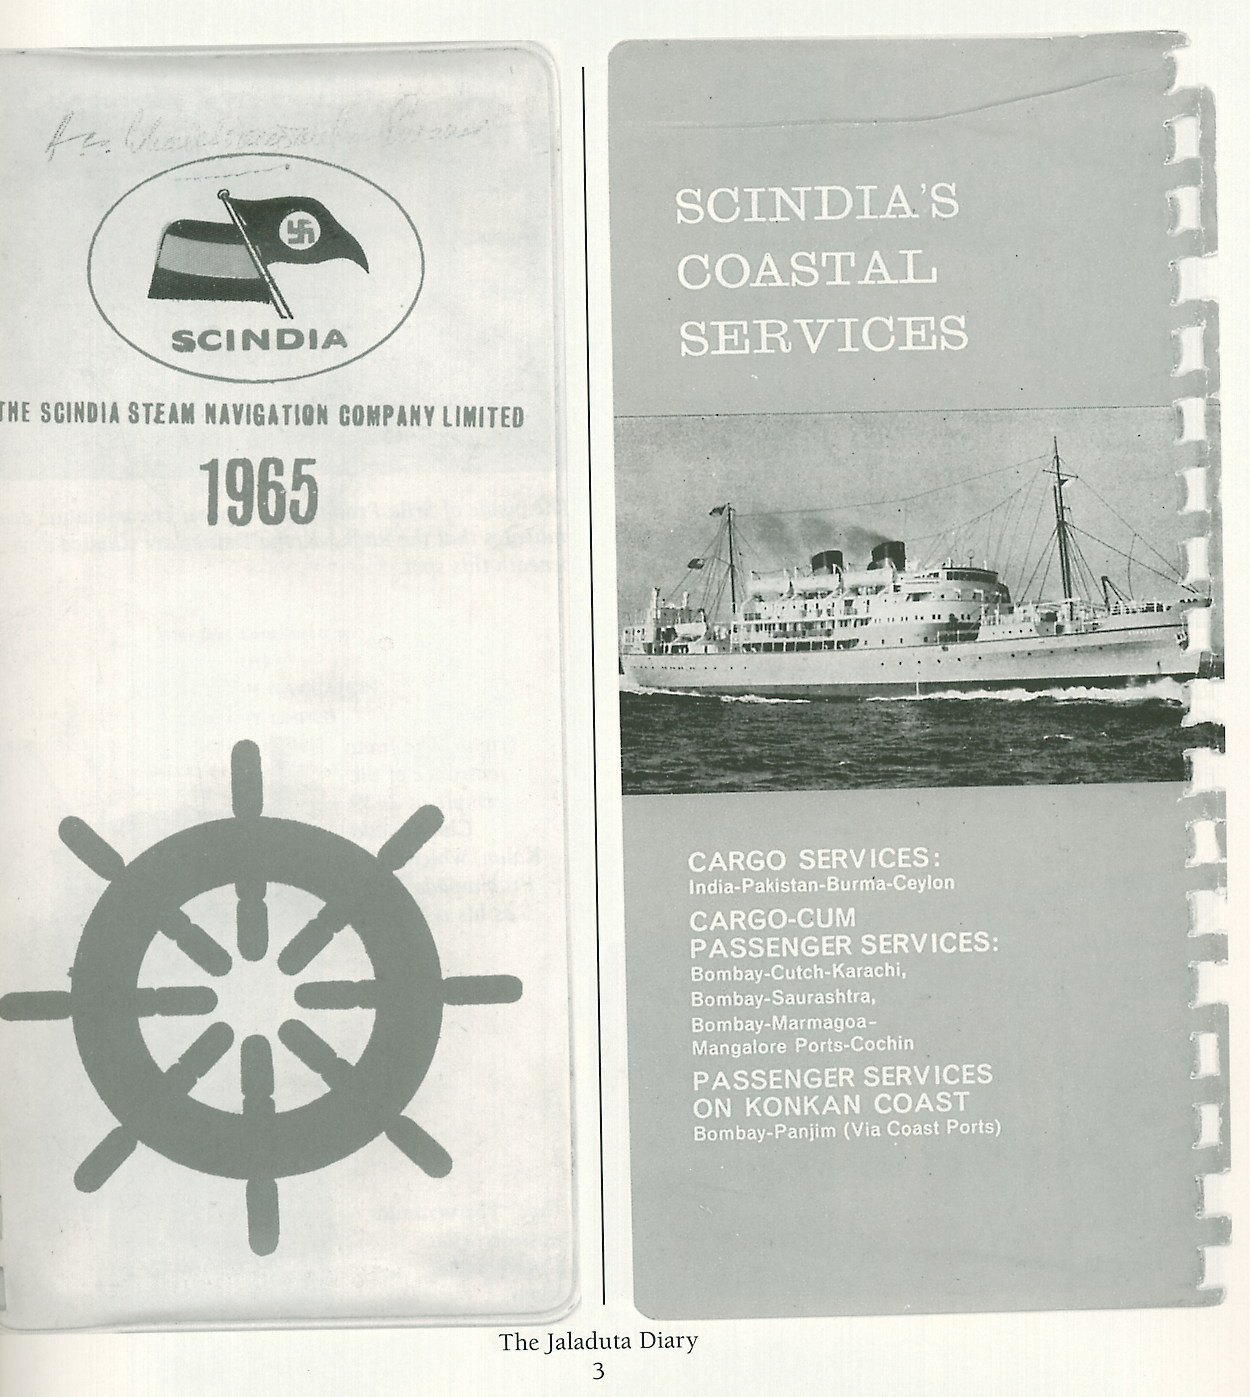 SCINDIA
THE SCINDIA STEAM NAVIGATION COMPANY LIMITED
1965
SCINDIA'S
COASTAL
SERVICES
CARGO SERVICES:
India-Pakistan-Burma-Ceylon
CARGO-CUM
PASSENGER SERVICES:
Bombay-Cutch-Karachi,
Bombay-Saurashtra,
Bombay-Marmagoa-
Mangalore Ports-Cochin
PASSENGER SERVICES
ON KONKAN COAST
Bombay-Panjim (Via Coast Ports)
The Jaladuta Diary
3